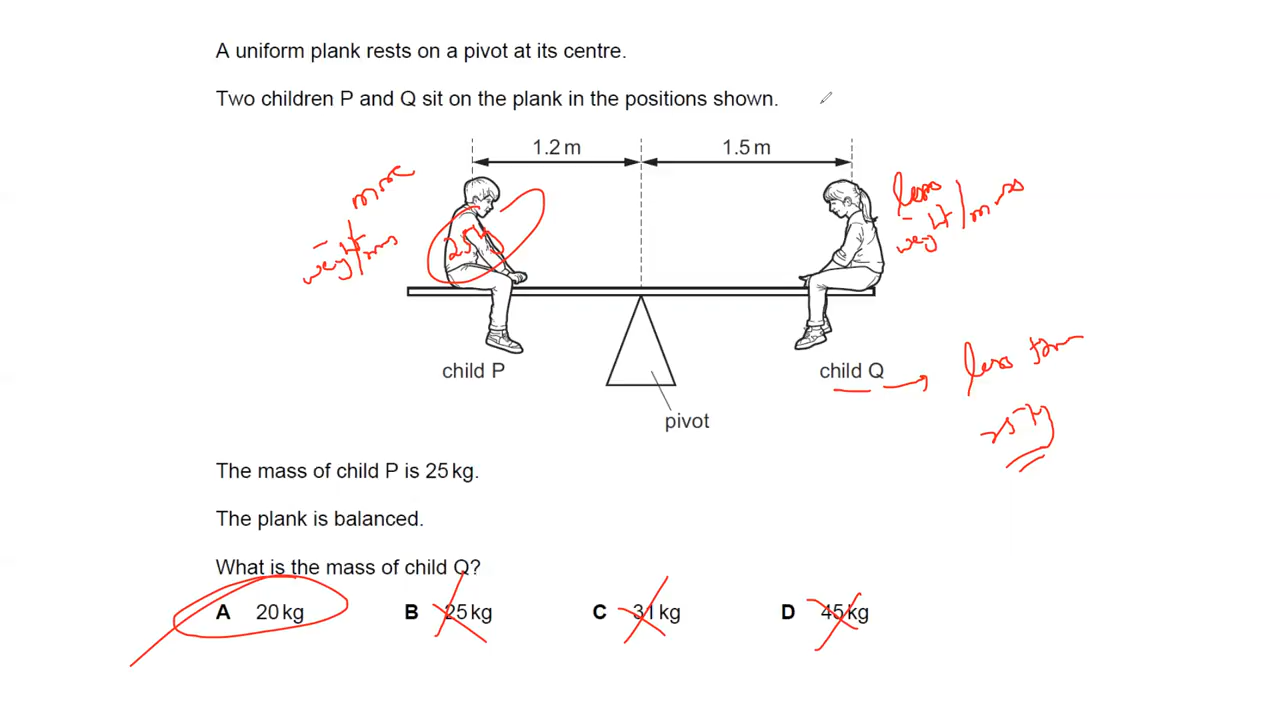 A uniform plank rests on a pivot at its centre.
Two children P and Q sit on the plank in the positions shown.
1.2 m 1.5 m
more
weight/mass
25k
less
weight/mass
child P child Q
less
25 kg
pivot
The mass of child P is 25 kg.
The plank is balanced.
What is the mass of child Q?
A 20 kg B 25 kg C 31 kg D 45 kg